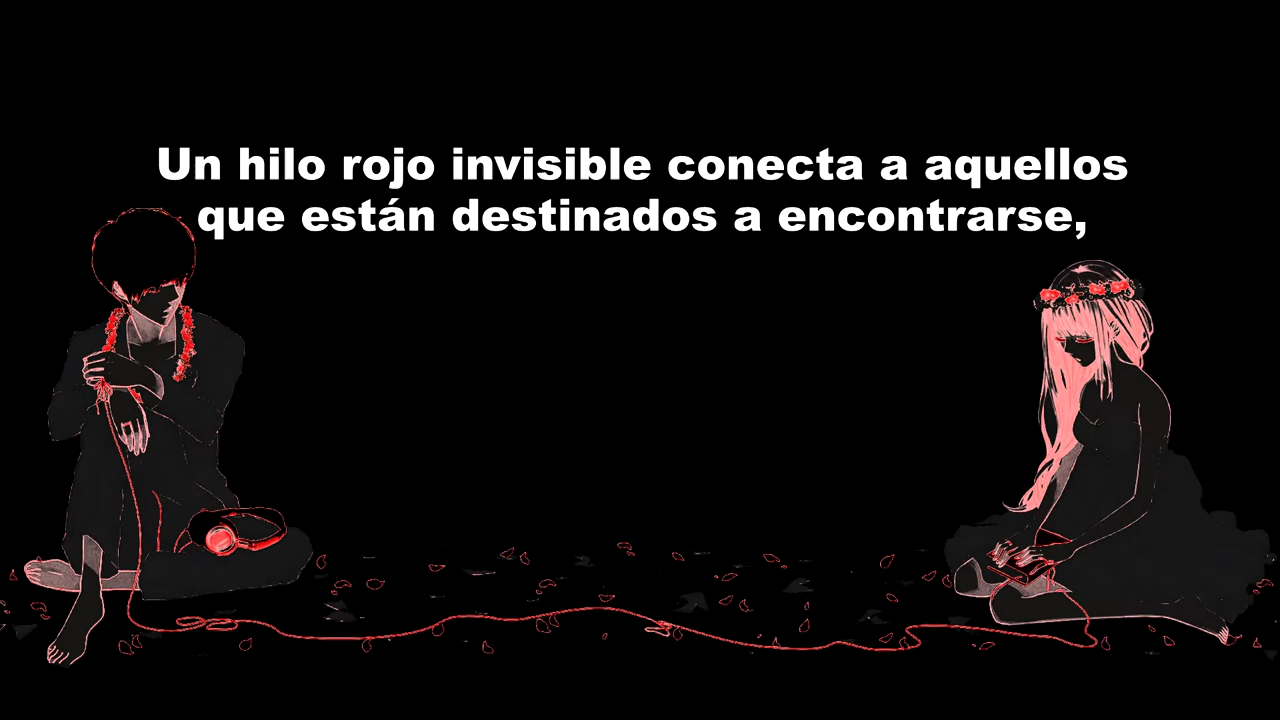 Un hilo rojo invisible conecta a aquellos
que están destinados a encontrarse,